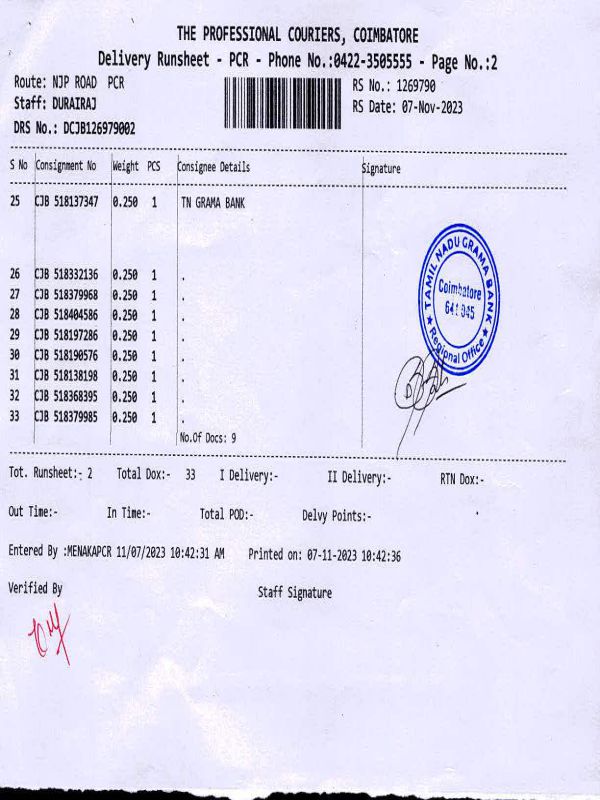 THE PROFESSIONAL COURIERS, COIMBATORE
Delivery Runsheet - PCR - Phone No.:0422-3505555 - Page No.:2
Route: NJP ROAD PCR
RS No.: 1269790
Staff: DURAIRAJ
RS Date: 07-Nov-2023
DRS No.: DCJB126979002
S No Consignment No Weight PCS Consignee Details Signature
25 CJB 518137347 0.250 1 TN GRAMA BANK
26 CJB 518332136 0.250 1 .
27 CJB 518379968 0.250 1 .
28 CJB 518404586 0.250 1 .
29 CJB 518197286 0.250 1 .
30 CJB 518190576 0.250 1 .
31 CJB 518138198 0.250 1 .
32 CJB 518368395 0.250 1 .
33 CJB 518379985 0.250 1 .
No.Of Docs: 9
TAMIL NADU GRAMA BANK
Coimbatore
Regional Office
Tot. Runsheet:- 2 Total Dox:- 33 I Delivery:- II Delivery:- RTN Dox:-
Out Time:- In Time:- Total POD:- Delvy Points:-
Entered By :MENAKAPCR 11/07/2023 10:42:31 AM Printed on: 07-11-2023 10:42:36
Verified By Staff Signature